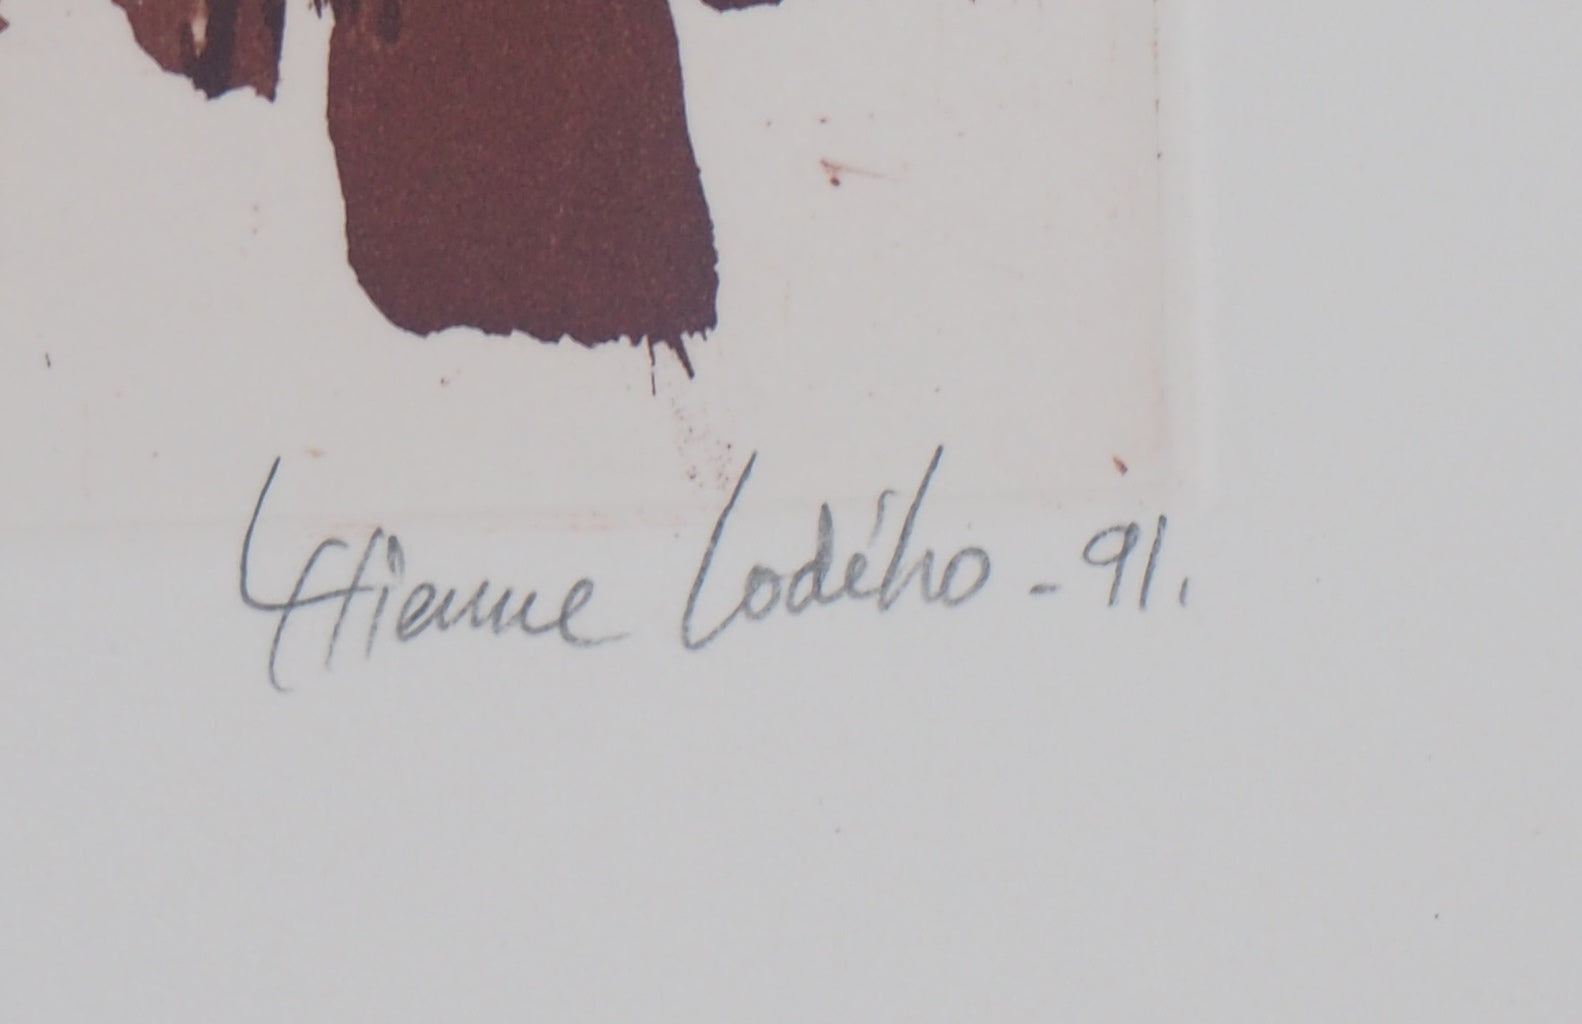 Etienne Lodého - 91.